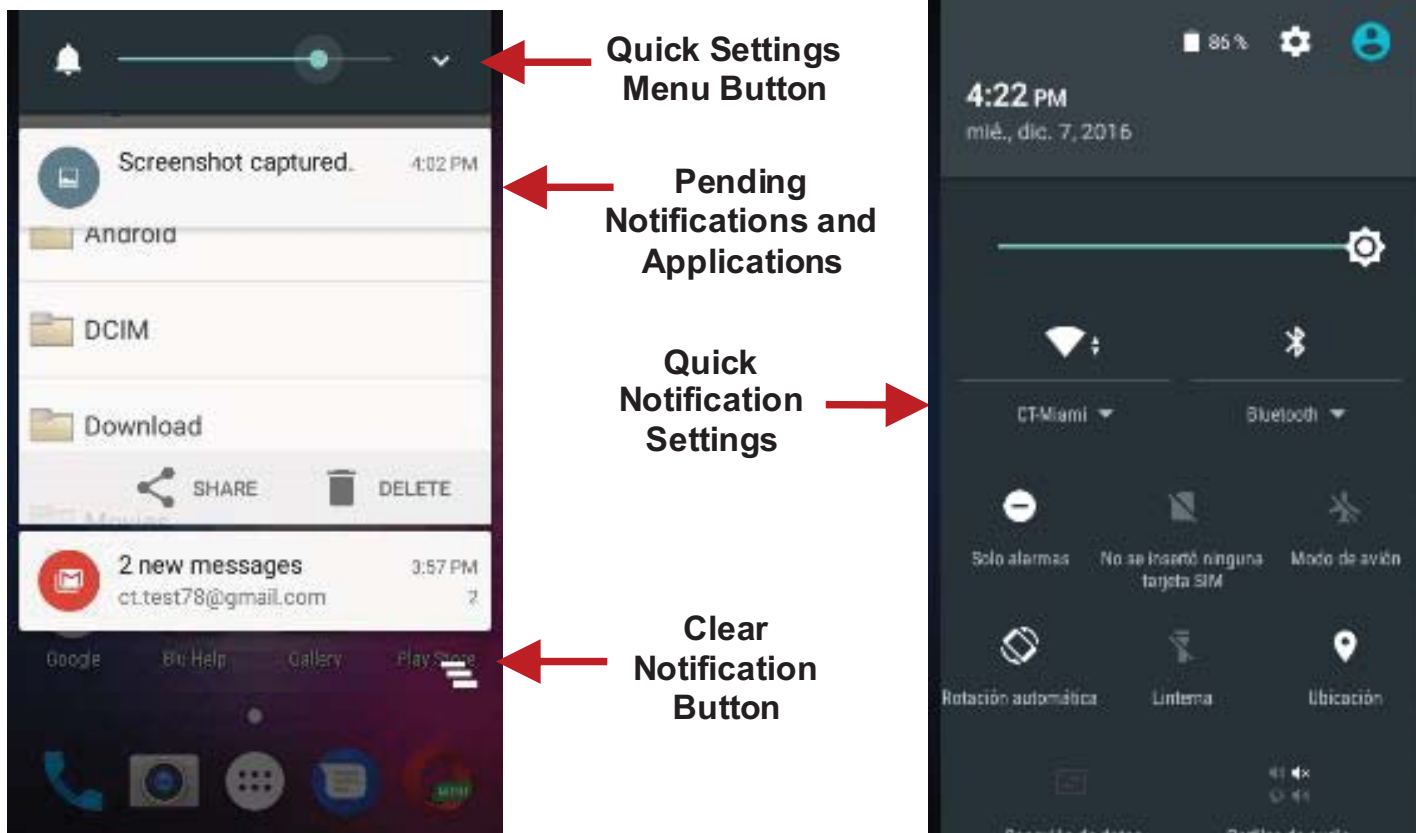 Quick Settings
Menu Button
Screenshot captured.
4:02 PM
Pending
Notifications and
Applications
Android
DCIM
Download
SHARE
DELETE
Movies
2 new messages
3:57 PM
ct.test78@gmail.com
2
Google
Blu Help
Gallery
Play Store
MENU
Clear
Notification
Button
Quick
Notification
Settings
86 %
4:22 PM
mié., dic. 7, 2016
CT-Miami
Bluetooth
Solo alarmas
No se insertó ninguna
tarjeta SIM
Modo de avión
Rotación automática
Linterna
Ubicación